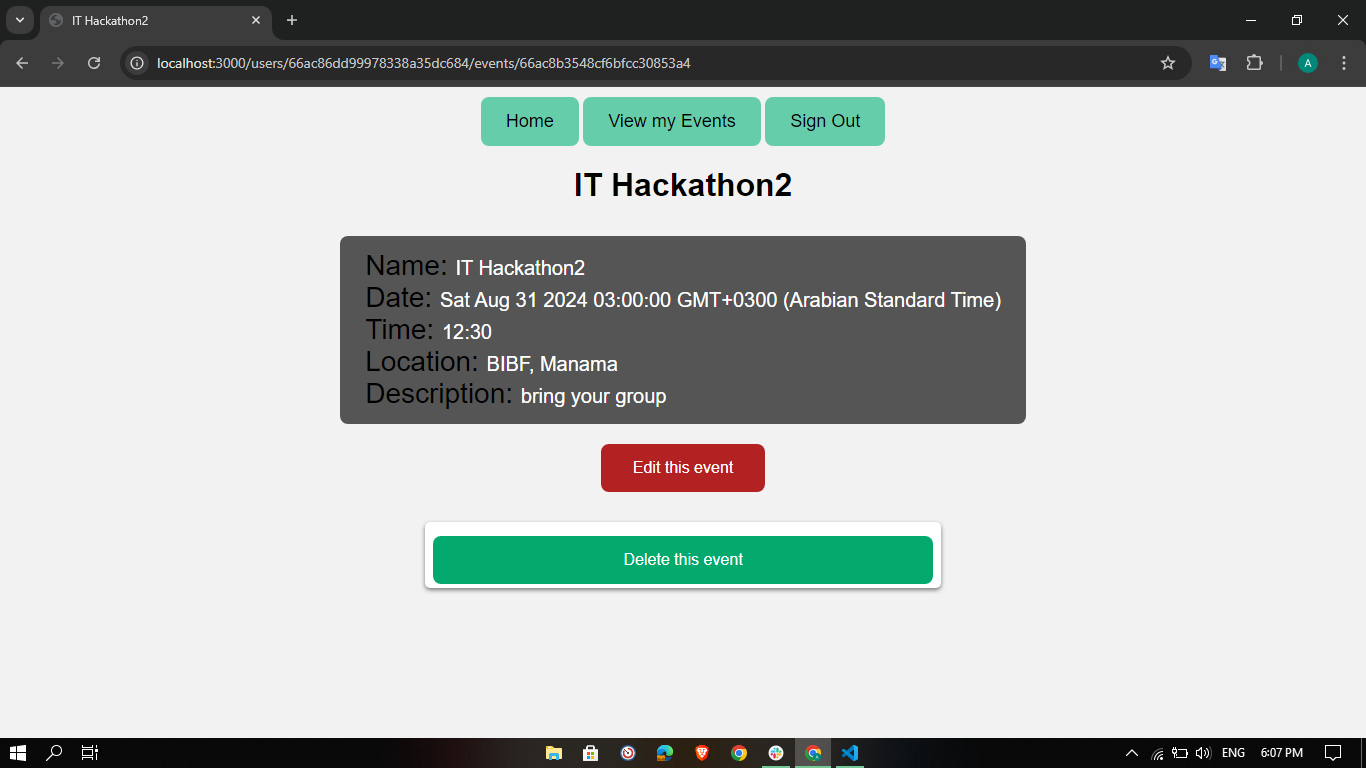 IT Hackathon2
localhost:3000/users/66ac86dd99978338a35dc684/events/66ac8b3548cf6bfcc30853a4
A
Home View my Events Sign Out
IT Hackathon2
Name: IT Hackathon2
Date: Sat Aug 31 2024 03:00:00 GMT+0300 (Arabian Standard Time)
Time: 12:30
Location: BIBF, Manama
Description: bring your group
Edit this event
Delete this event
ENG 6:07 PM